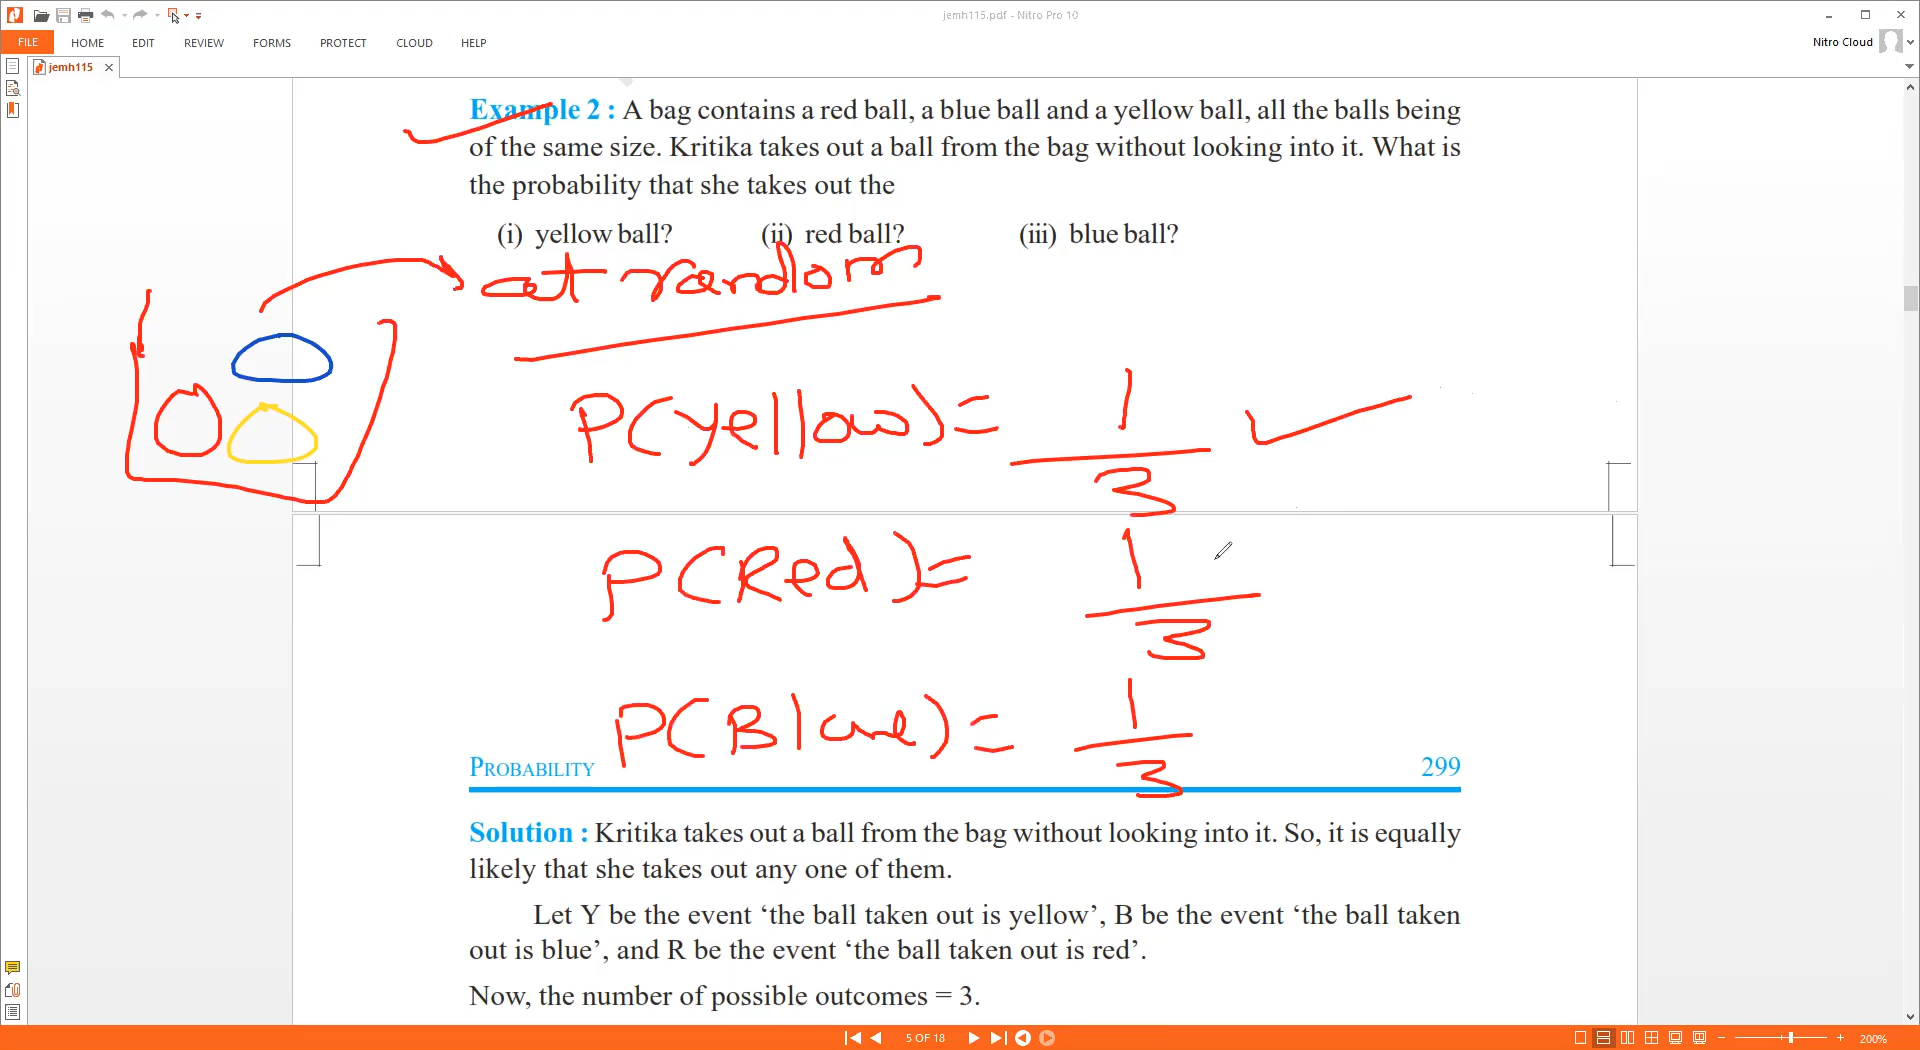 jemh115.pdf - Nitro Pro 10
FILE HOME EDIT REVIEW FORMS PROTECT CLOUD HELP
Nitro Cloud
jemh115
Example 2 : A bag contains a red ball, a blue ball and a yellow ball, all the balls being
of the same size. Kritika takes out a ball from the bag without looking into it. What is
the probability that she takes out the
(i) yellow ball? (ii) red ball? (iii) blue ball?
at random
P(yellow) = 1/3
P(Red) = 1/3
P(Blue) = 1/3
PROBABILITY 299
Solution : Kritika takes out a ball from the bag without looking into it. So, it is equally
likely that she takes out any one of them.
Let Y be the event ‘the ball taken out is yellow’, B be the event ‘the ball taken
out is blue’, and R be the event ‘the ball taken out is red’.
Now, the number of possible outcomes = 3.
5 OF 18
200%